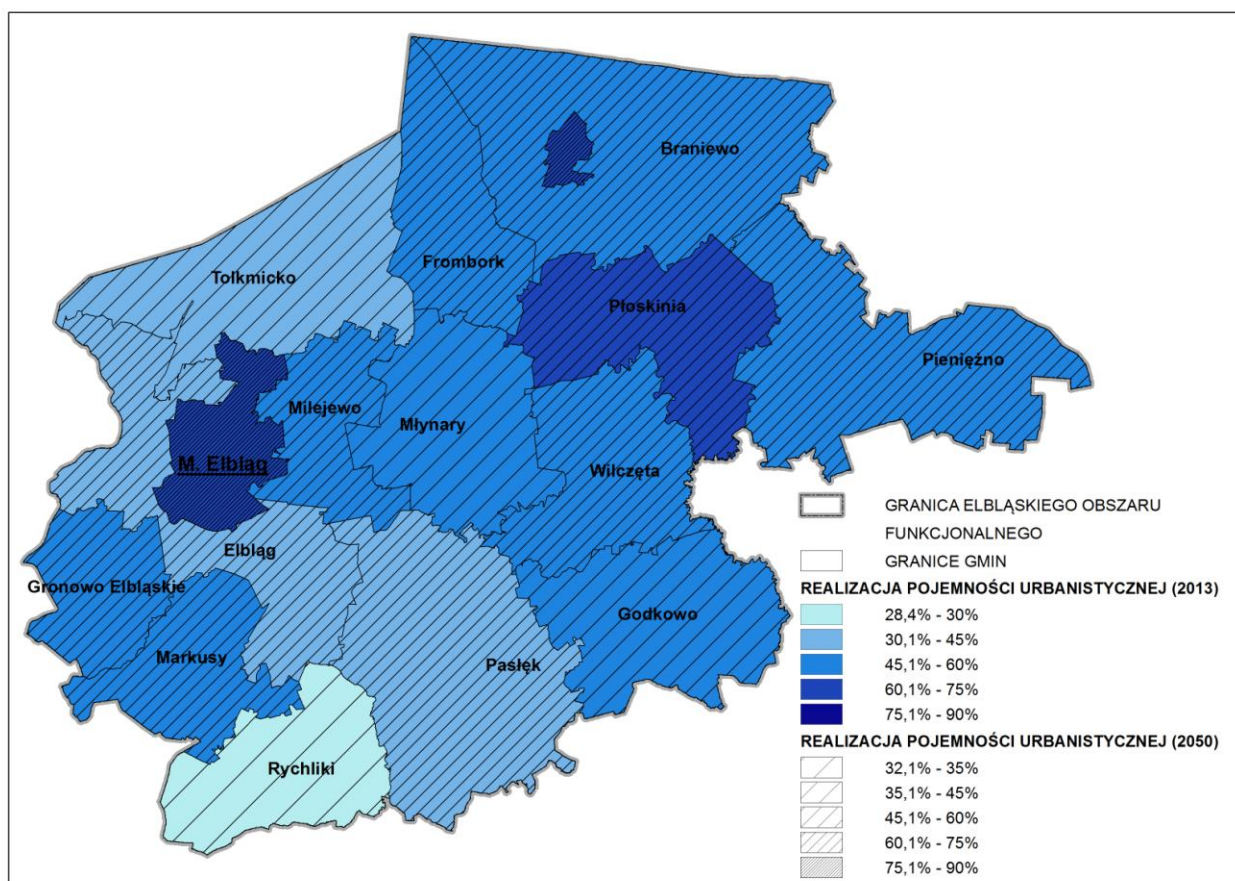 Braniewo
Frombork
Tolkmicko
Płoskinia
Pieniężno
Milejewo
Młynary
M. Elbląg
Wilczęta
Elbląg
Gronowo Elbląskie
Godkowo
Markusy
Pasłęk
Rychliki
GRANICA ELBLĄSKIEGO OBSZARU
FUNKCJONALNEGO
GRANICE GMIN
REALIZACJA POJEMNOŚCI URBANISTYCZNEJ (2013)
28,4% - 30%
30,1% - 45%
45,1% - 60%
60,1% - 75%
75,1% - 90%
REALIZACJA POJEMNOŚCI URBANISTYCZNEJ (2050)
32,1% - 35%
35,1% - 45%
45,1% - 60%
60,1% - 75%
75,1% - 90%